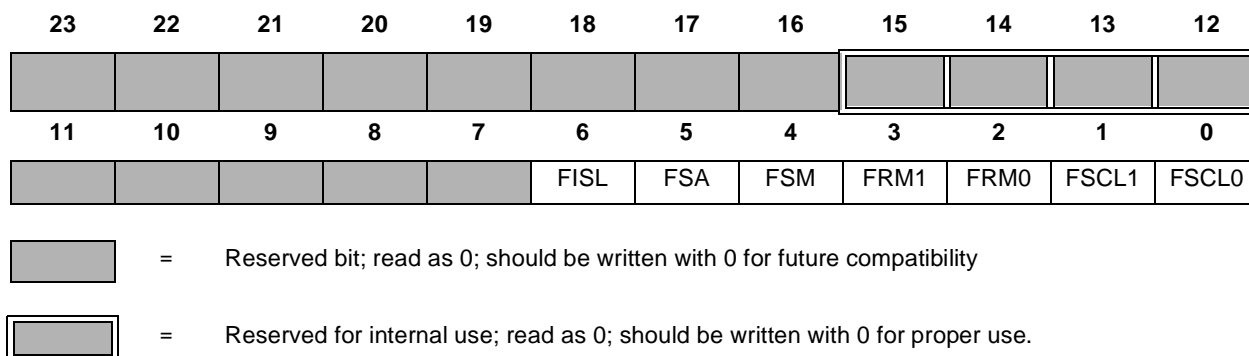 23 22 21 20 19 18 17 16 15 14 13 12
11 10 9 8 7 6 5 4 3 2 1 0
FISL FSA FSM FRM1 FRM0 FSCL1 FSCL0
= Reserved bit; read as 0; should be written with 0 for future compatibility
= Reserved for internal use; read as 0; should be written with 0 for proper use.